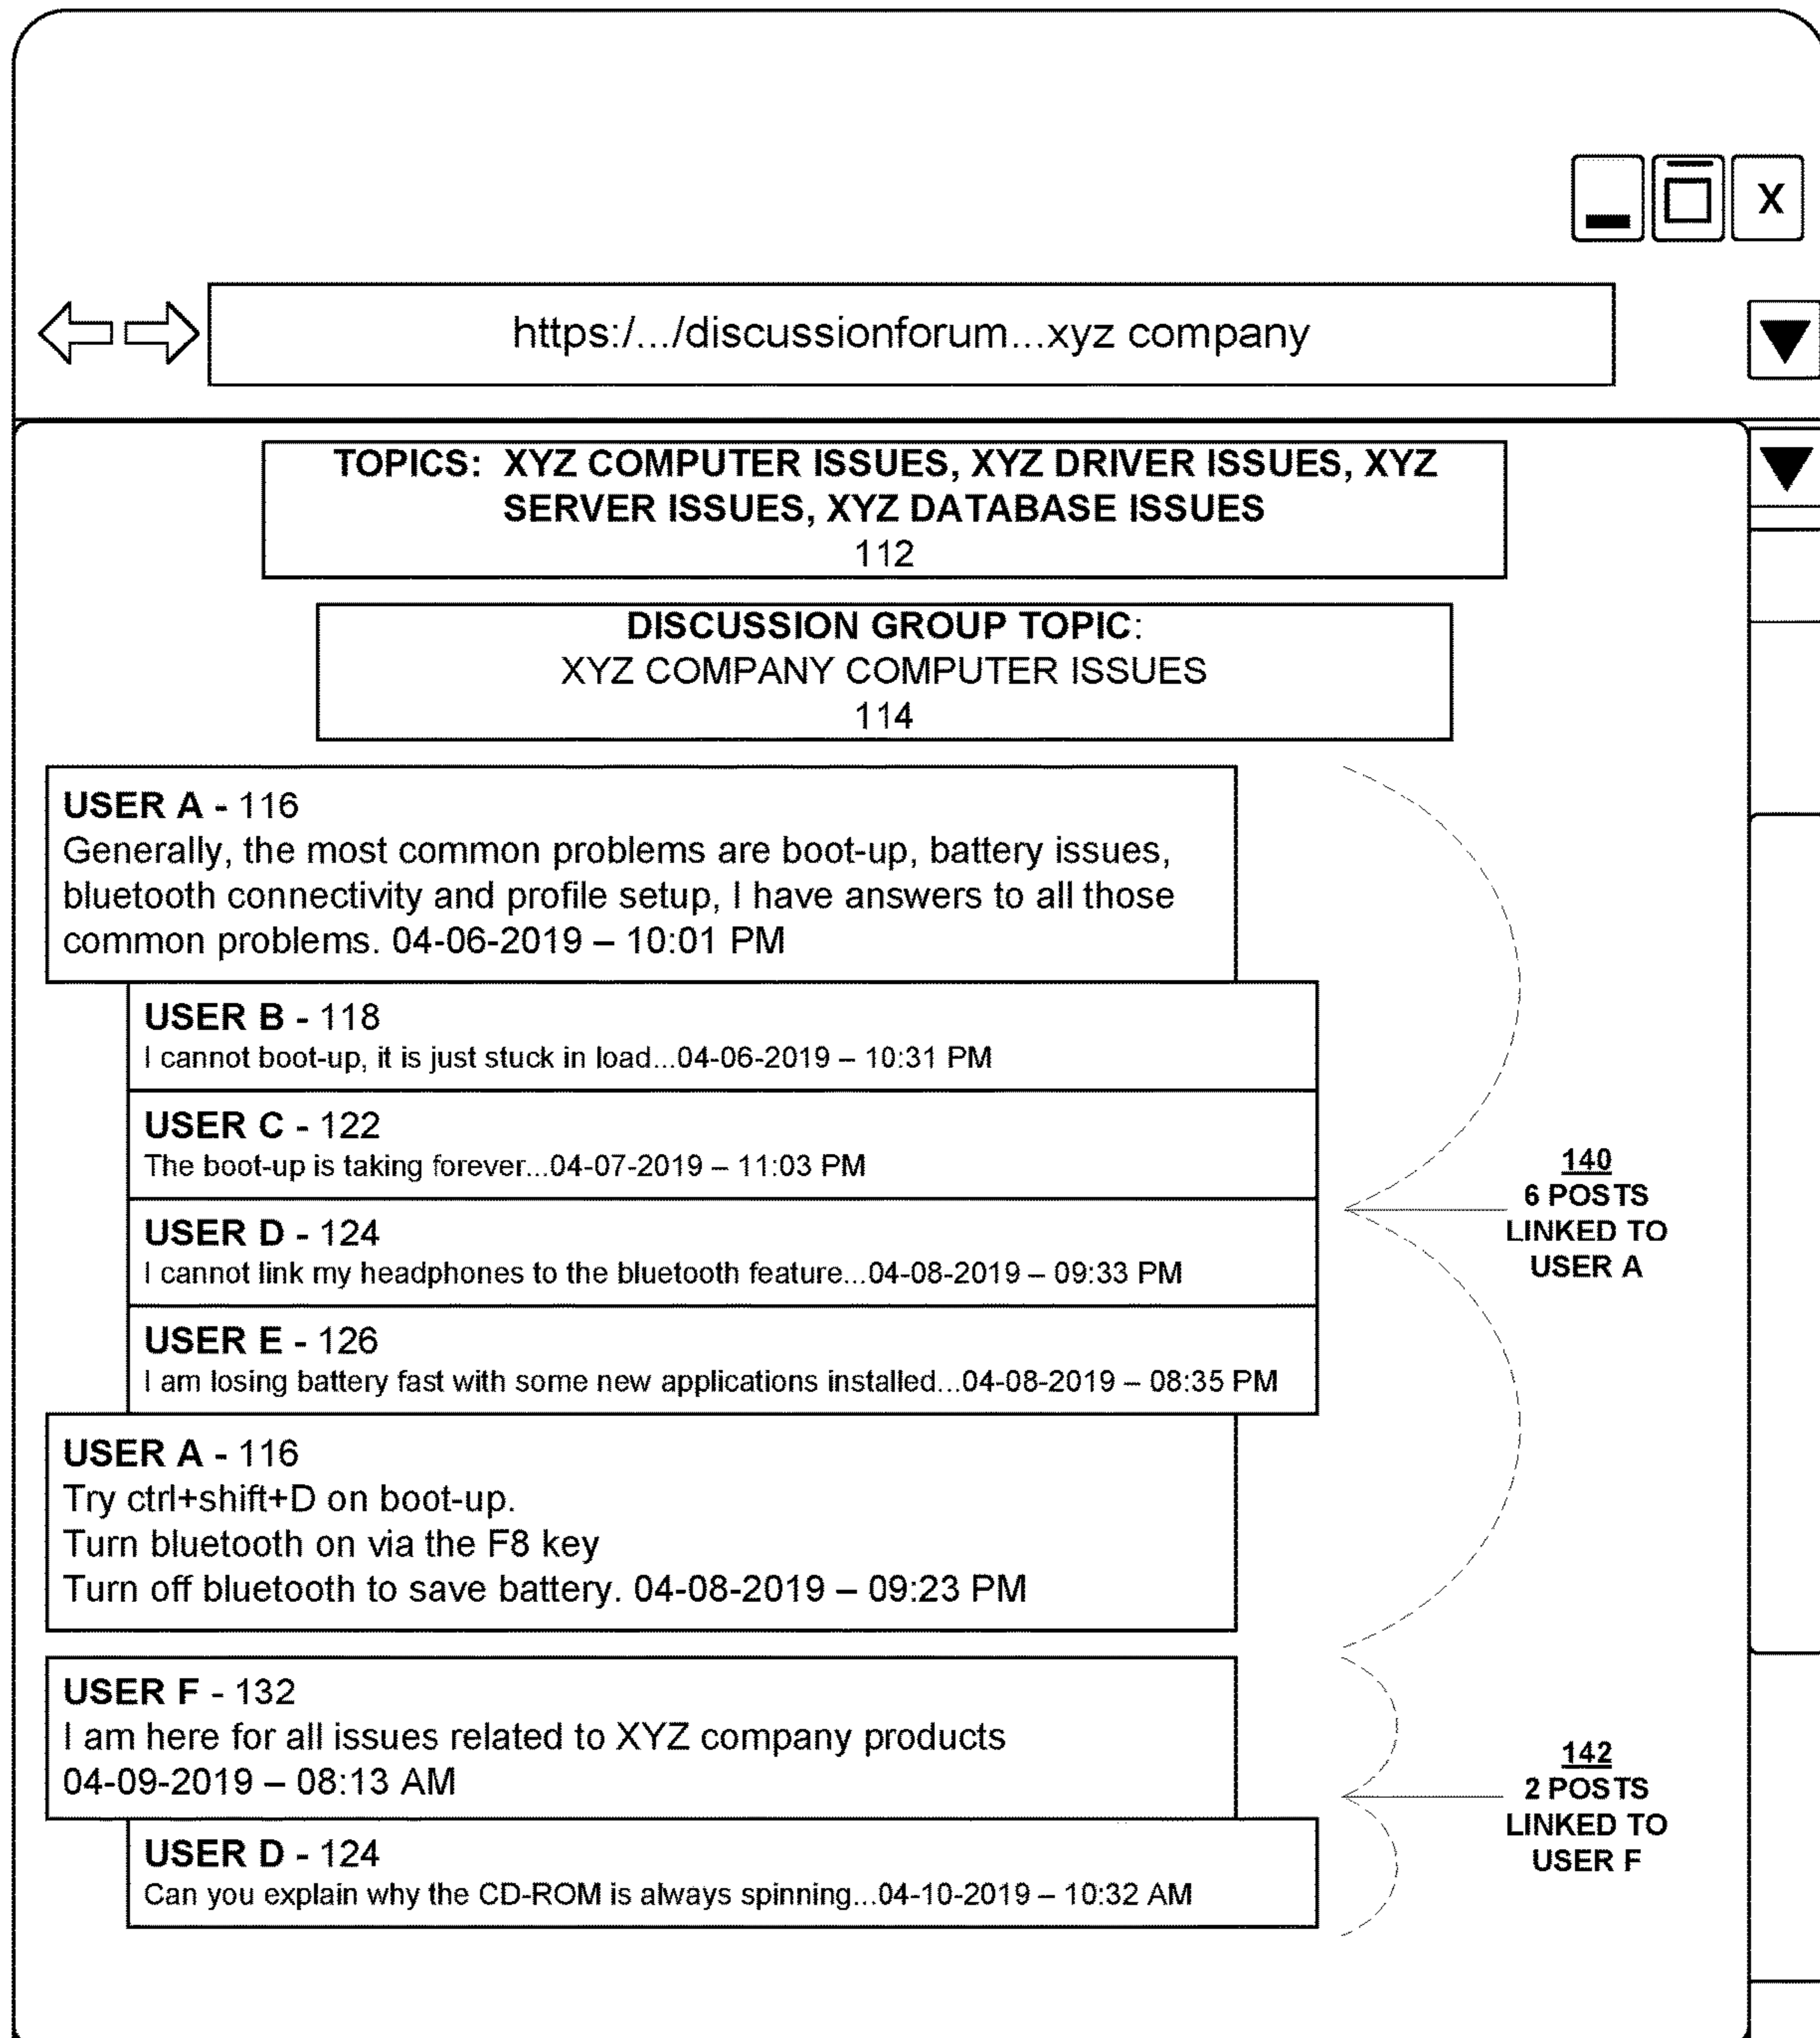 X
https:/.../discussionforum...xyz company
TOPICS: XYZ COMPUTER ISSUES, XYZ DRIVER ISSUES, XYZ
SERVER ISSUES, XYZ DATABASE ISSUES
112
DISCUSSION GROUP TOPIC:
XYZ COMPANY COMPUTER ISSUES
114
USER A - 116
Generally, the most common problems are boot-up, battery issues,
bluetooth connectivity and profile setup, I have answers to all those
common problems. 04-06-2019 – 10:01 PM
USER B - 118
I cannot boot-up, it is just stuck in load...04-06-2019 – 10:31 PM
USER C - 122
The boot-up is taking forever...04-07-2019 – 11:03 PM
USER D - 124
I cannot link my headphones to the bluetooth feature...04-08-2019 – 09:33 PM
USER E - 126
I am losing battery fast with some new applications installed...04-08-2019 – 08:35 PM
USER A - 116
Try ctrl+shift+D on boot-up.
Turn bluetooth on via the F8 key
Turn off bluetooth to save battery. 04-08-2019 – 09:23 PM
140
6 POSTS
LINKED TO
USER A
USER F - 132
I am here for all issues related to XYZ company products
04-09-2019 – 08:13 AM
USER D - 124
Can you explain why the CD-ROM is always spinning...04-10-2019 – 10:32 AM
142
2 POSTS
LINKED TO
USER F